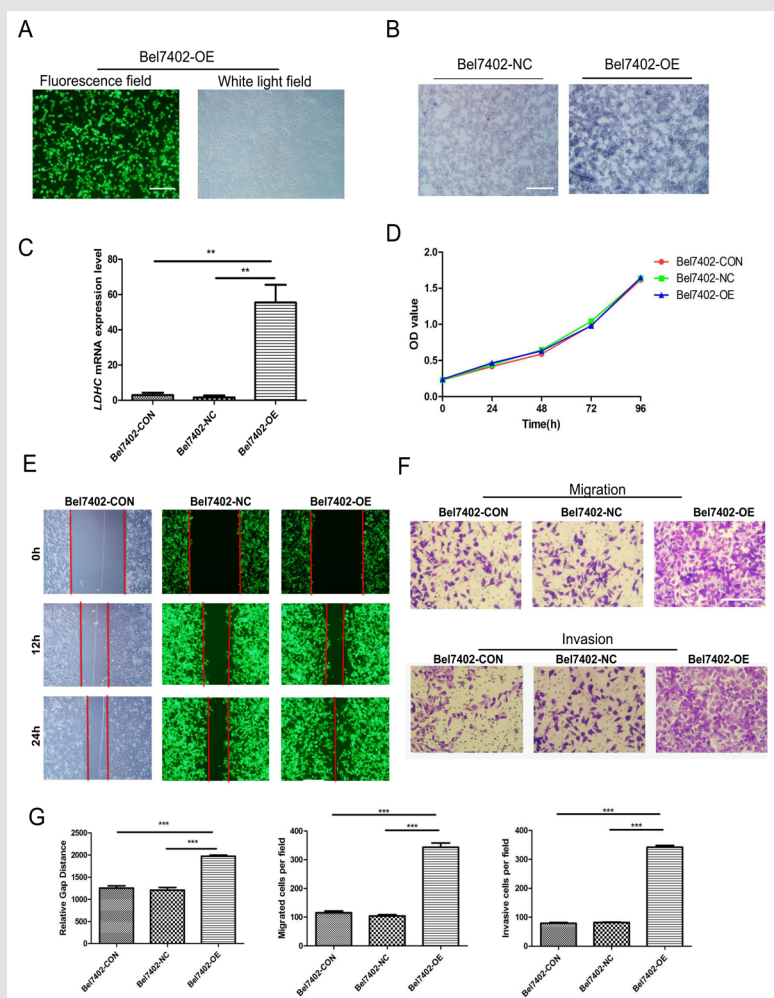 A
Bel7402-OE
Fluorescence field White light field
B
Bel7402-NC Bel7402-OE
C
LDHC mRNA expression level
80
60
40
20
0
**
**
Bel7402-CON
Bel7402-NC
Bel7402-OE
D
OD value
2.0
1.5
1.0
0.5
0.0
0 24 48 72 96
Time(h)
Bel7402-CON
Bel7402-NC
Bel7402-OE
E
Bel7402-CON Bel7402-NC Bel7402-OE
0h
12h
24h
F
Migration
Bel7402-CON Bel7402-NC Bel7402-OE
Invasion
Bel7402-CON Bel7402-NC Bel7402-OE
G
Relative Gap Distance
2500
2000
1500
1000
500
0
***
***
Bel7402-CON
Bel7402-NC
Bel7402-OE
Migrated cells per field
400
300
200
100
0
***
***
Bel7402-CON
Bel7402-NC
Bel7402-OE
Invasive cells per field
400
300
200
100
0
***
***
Bel7402-CON
Bel7402-NC
Bel7402-OE